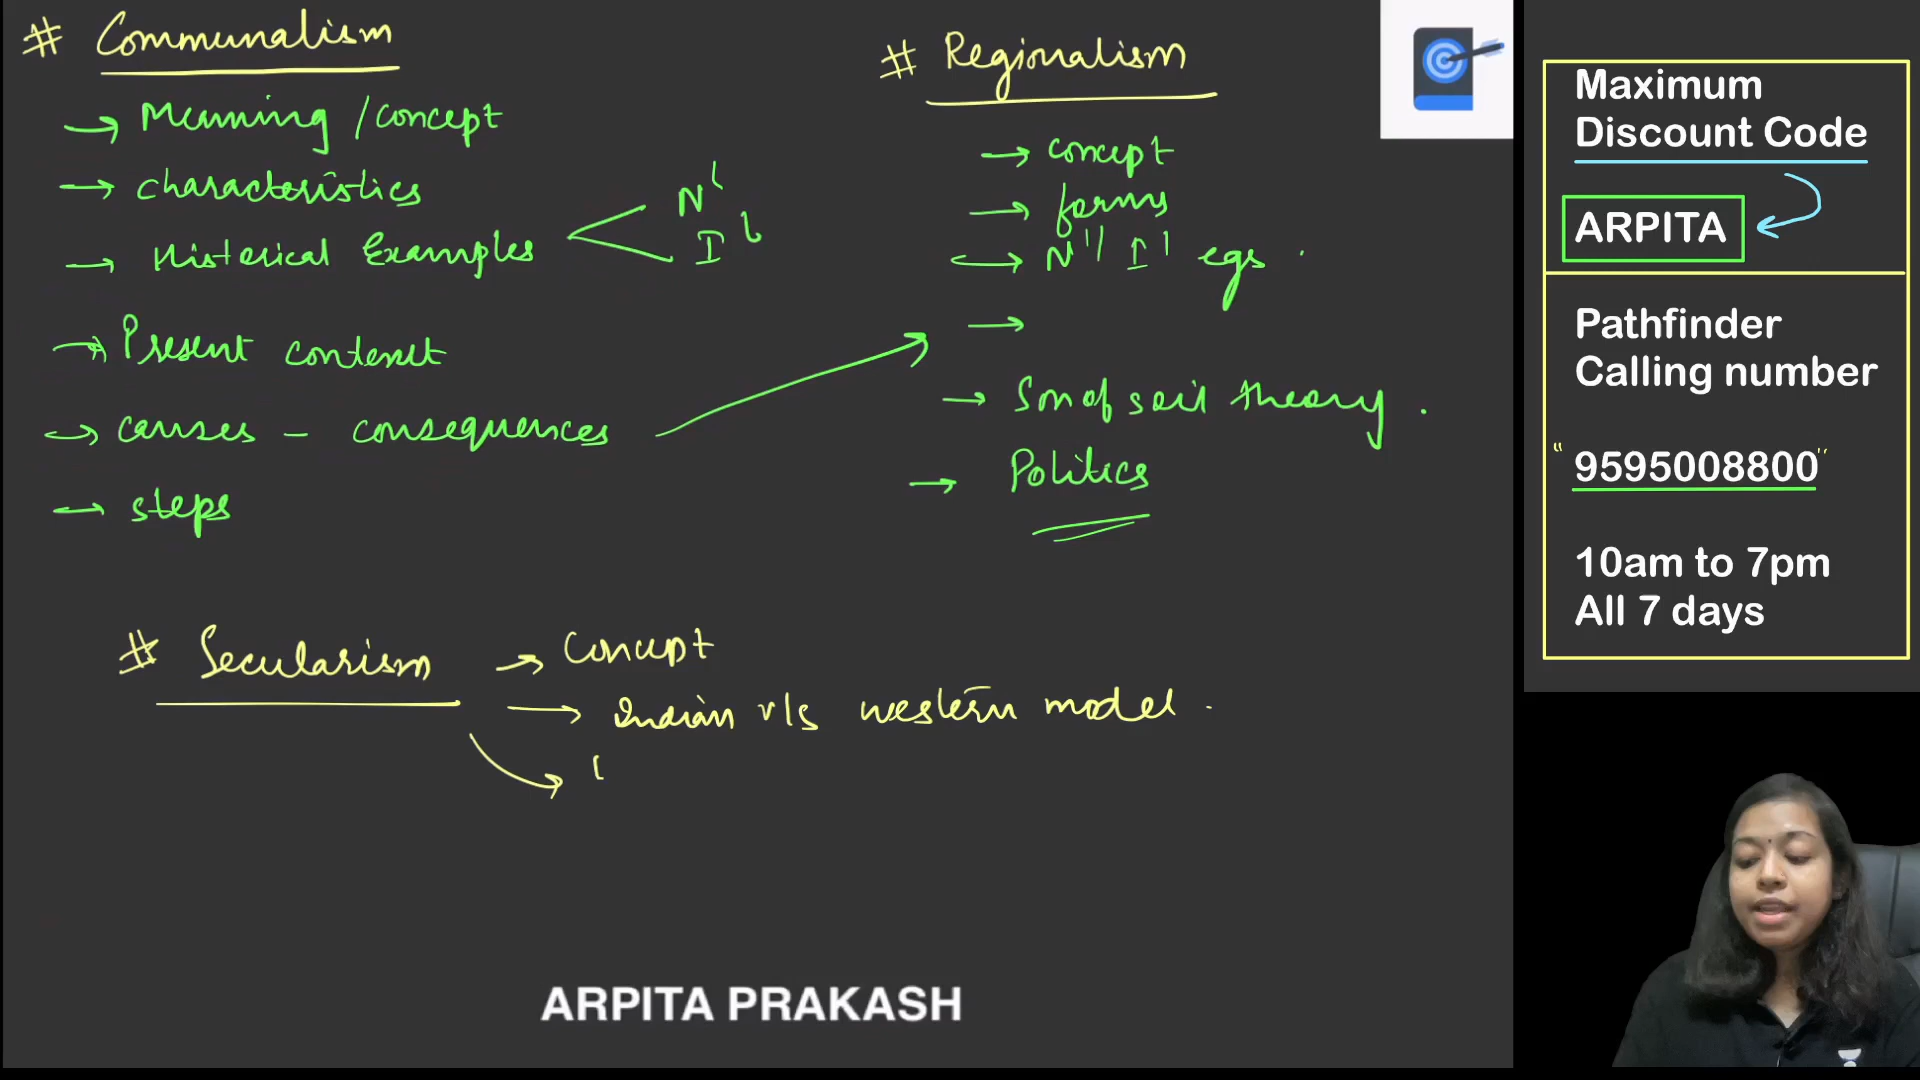 # Communalism
→ Meaning / concept
→ characteristics
→ Historical Examples
N'
I'
→ Present context
→ causes – consequences
→ steps
# Regionalism
→ concept
→ forms
→ N'/ I' egs.
→
→ Son of soil theory.
→ Politics
# Secularism
→ Concept
→ Indian v/s western model.
→
ARPITA PRAKASH
Maximum
Discount Code
ARPITA
Pathfinder
Calling number
"9595008800"
10am to 7pm
All 7 days